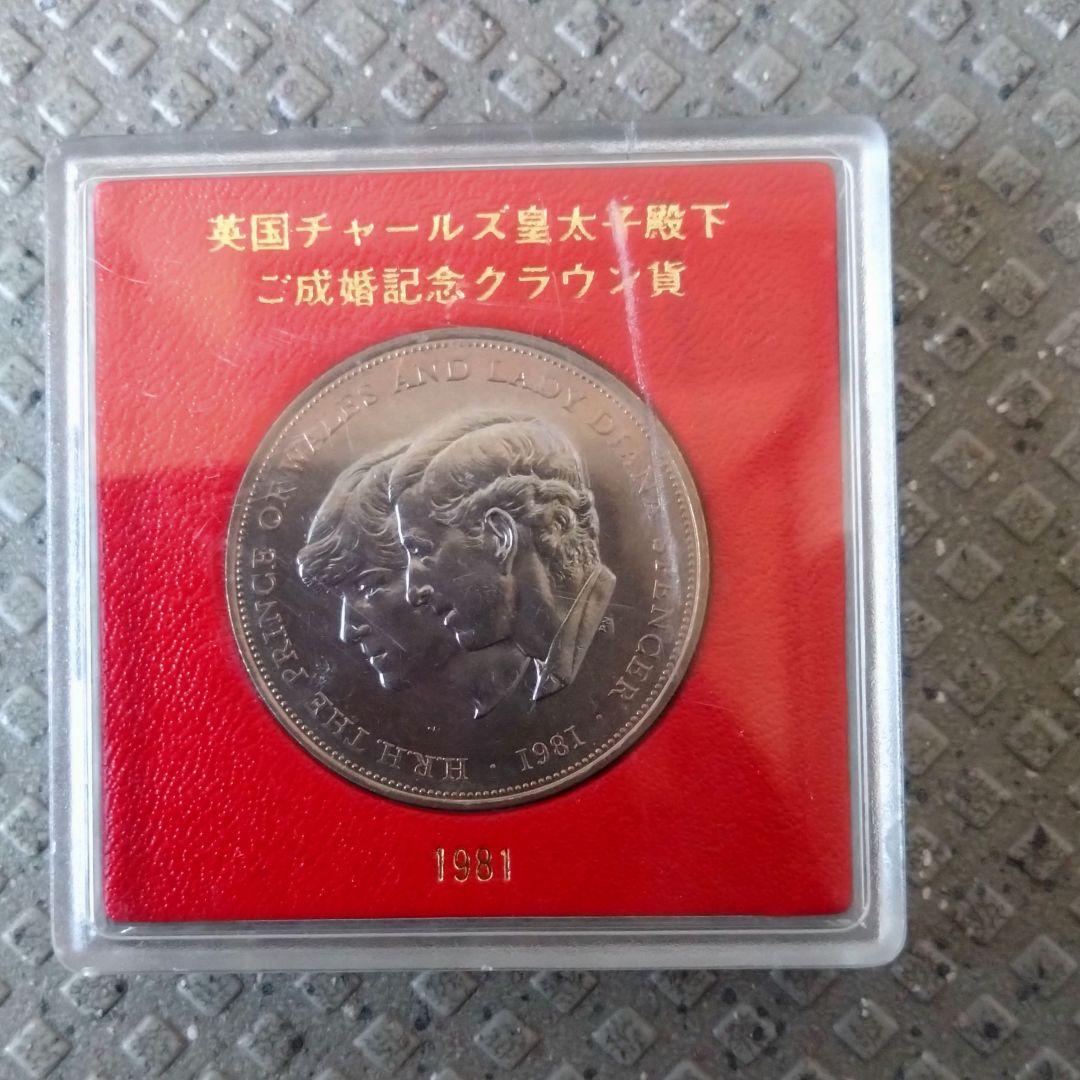 英国チャールズ皇太子殿下
ご成婚記念クラウン貨
H.R.H. THE PRINCE OF WALES AND LADY DIANA SPENCER · 1981 ·
1981